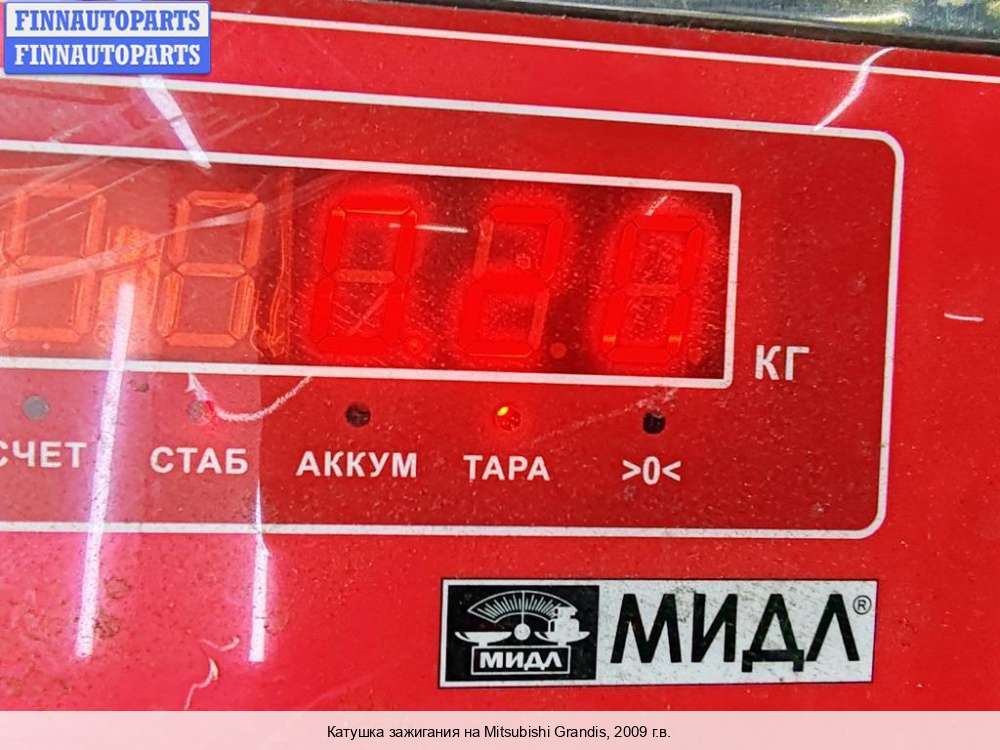 FINNAUTOPARTS
FINNAUTOPARTS
0.20
КГ
СЧЕТ СТАБ АККУМ ТАРА >0<
МИДЛ МИДЛ®
Катушка зажигания на Mitsubishi Grandis, 2009 г.в.